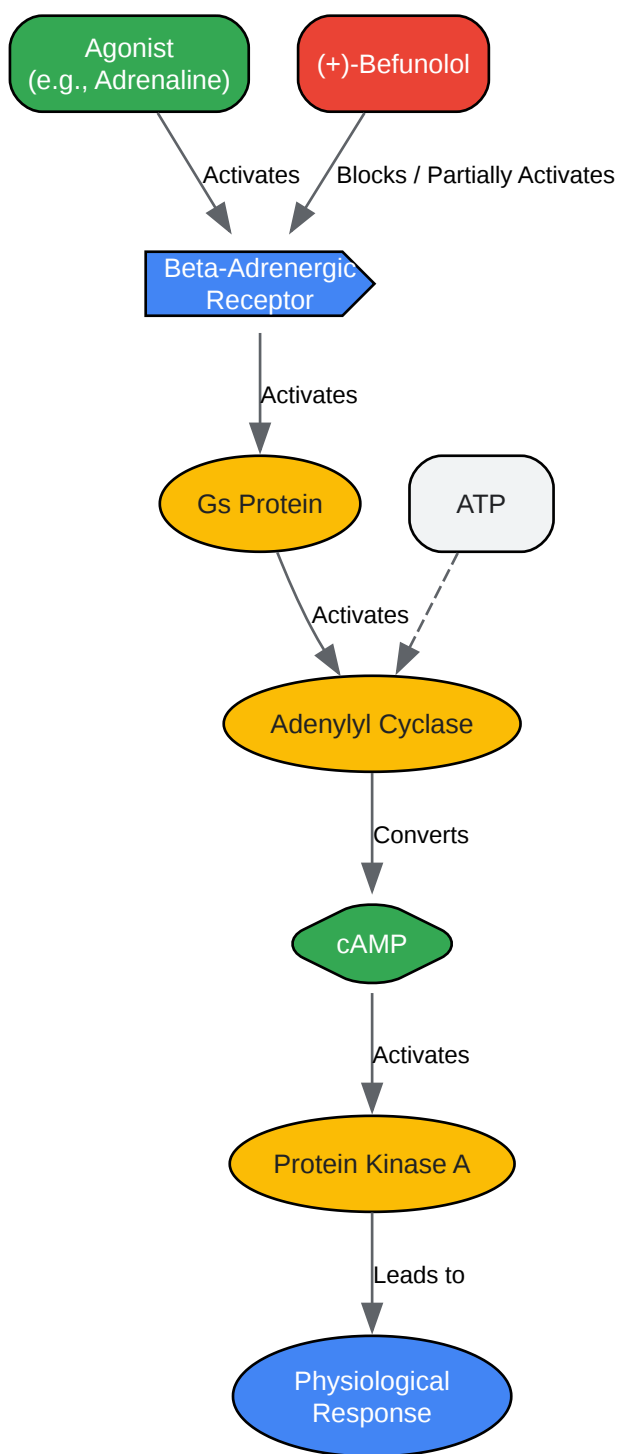 Agonist
(e.g., Adrenaline)
(+)-Befunolol
Activates
Blocks / Partially Activates
Beta-Adrenergic
Receptor
Activates
Gs Protein
ATP
Activates
Adenylyl Cyclase
Converts
cAMP
Activates
Protein Kinase A
Leads to
Physiological
Response